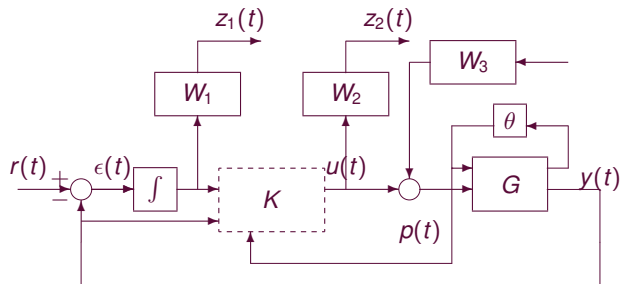 z₁(t) z₂(t)
W₁ W₂ W₃
θ
r(t) + − ϵ(t) ∫ K u(t) G y(t)
p(t)